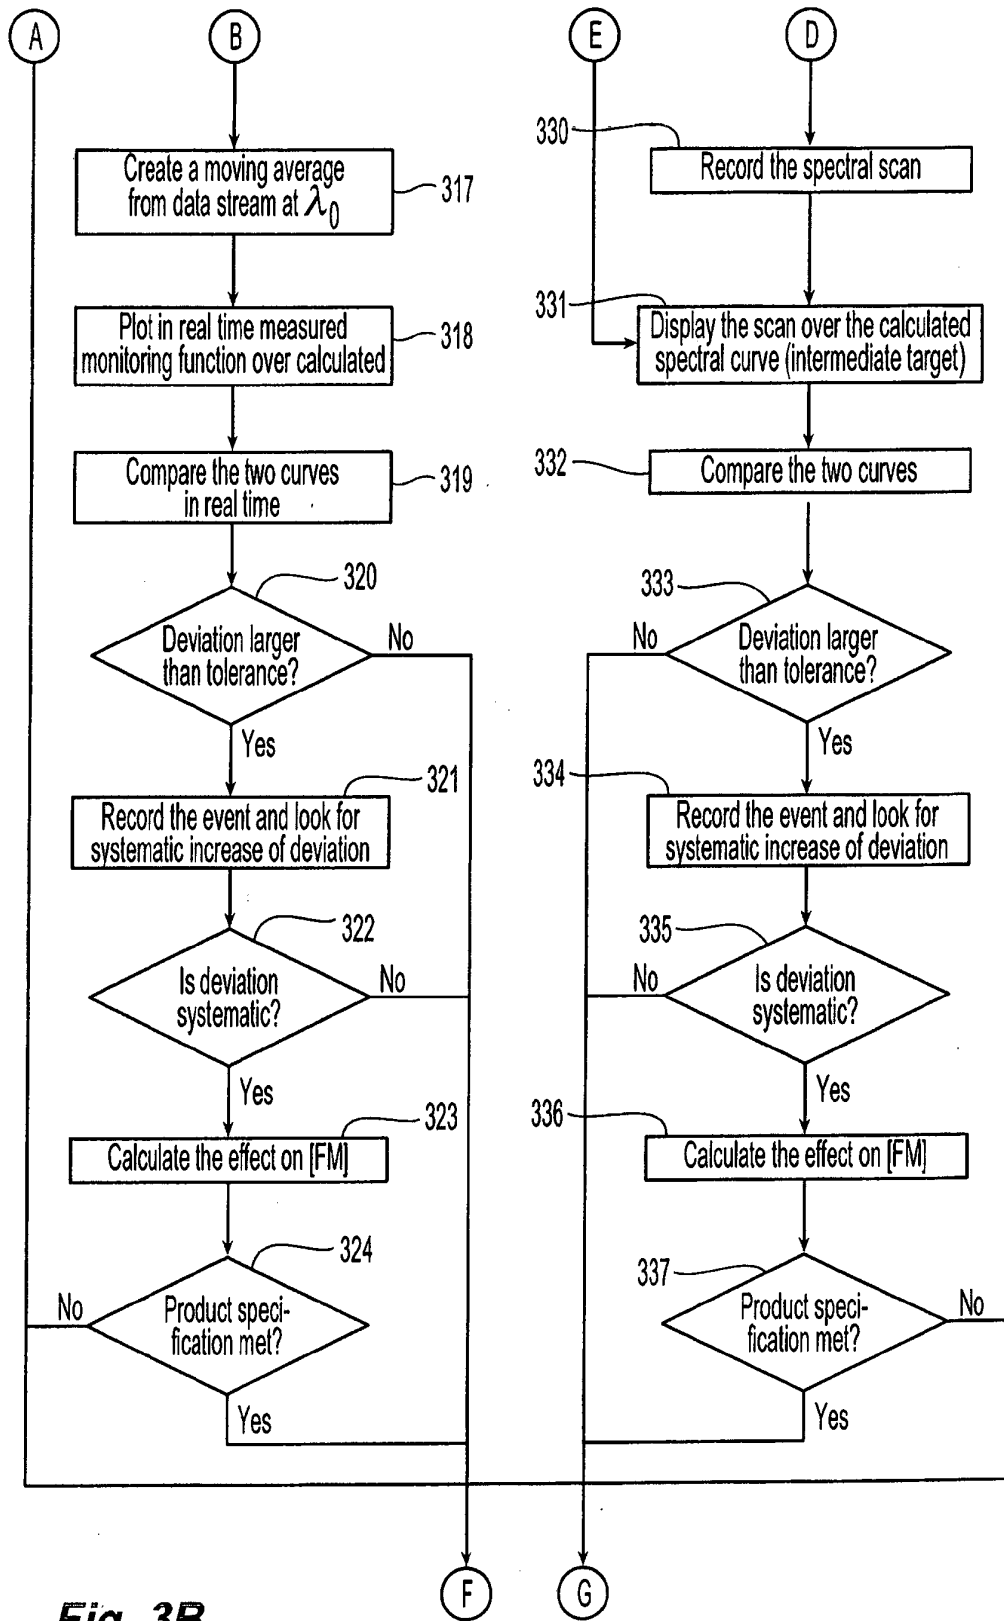 A
B
E
D
Create a moving average
from data stream at λ0
317
Plot in real time measured
monitoring function over calculated
318
Compare the two curves
in real time
319
320
Deviation larger
than tolerance?
No
Yes
321
Record the event and look for
systematic increase of deviation
322
Is deviation
systematic?
No
Yes
323
Calculate the effect on [FM]
324
Product speci-
fication met?
No
Yes
330
Record the spectral scan
331
Display the scan over the calculated
spectral curve (intermediate target)
332
Compare the two curves
333
Deviation larger
than tolerance?
No
Yes
334
Record the event and look for
systematic increase of deviation
335
Is deviation
systematic?
No
Yes
336
Calculate the effect on [FM]
337
Product speci-
fication met?
No
Yes
F
G
Fig. 3B